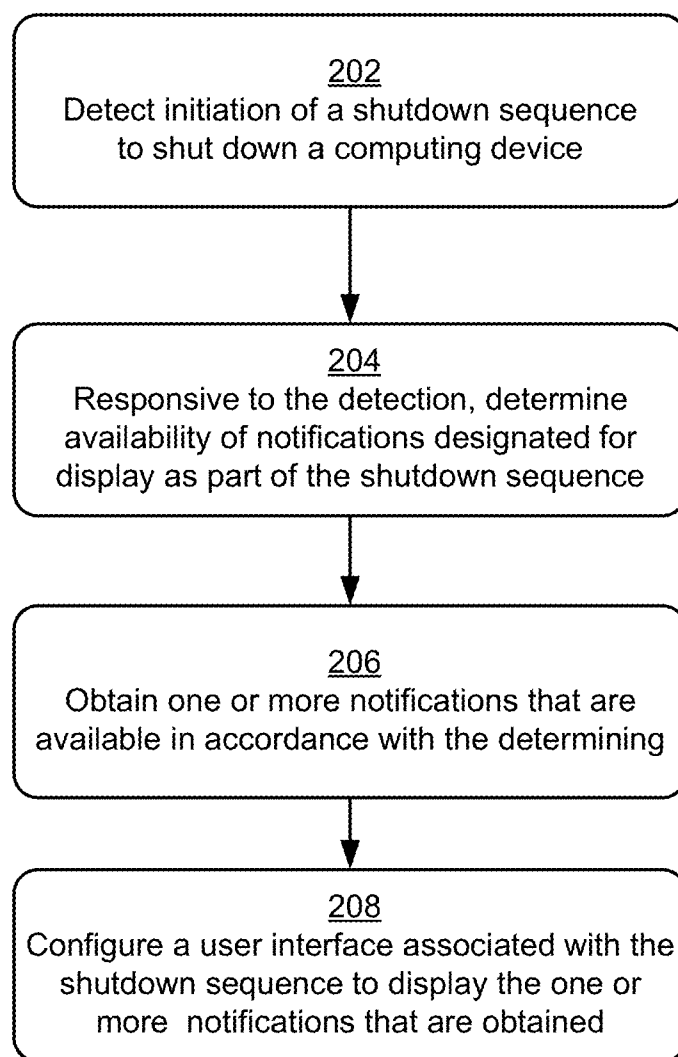 202
Detect initiation of a shutdown sequence
to shut down a computing device
204
Responsive to the detection, determine
availability of notifications designated for
display as part of the shutdown sequence
206
Obtain one or more notifications that are
available in accordance with the determining
208
Configure a user interface associated with the
shutdown sequence to display the one or
more notifications that are obtained